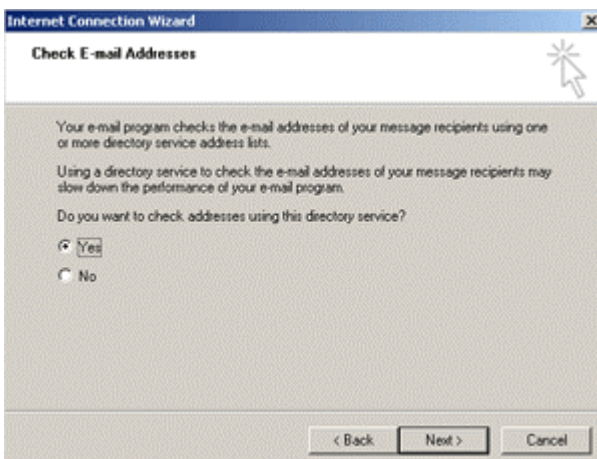 Internet Connection Wizard
Check E-mail Addresses
Your e-mail program checks the e-mail addresses of your message recipients using one
or more directory service address lists.
Using a directory service to check the e-mail addresses of your message recipients may
slow down the performance of your e-mail program.
Do you want to check addresses using this directory service?
Yes
No
< Back
Next >
Cancel